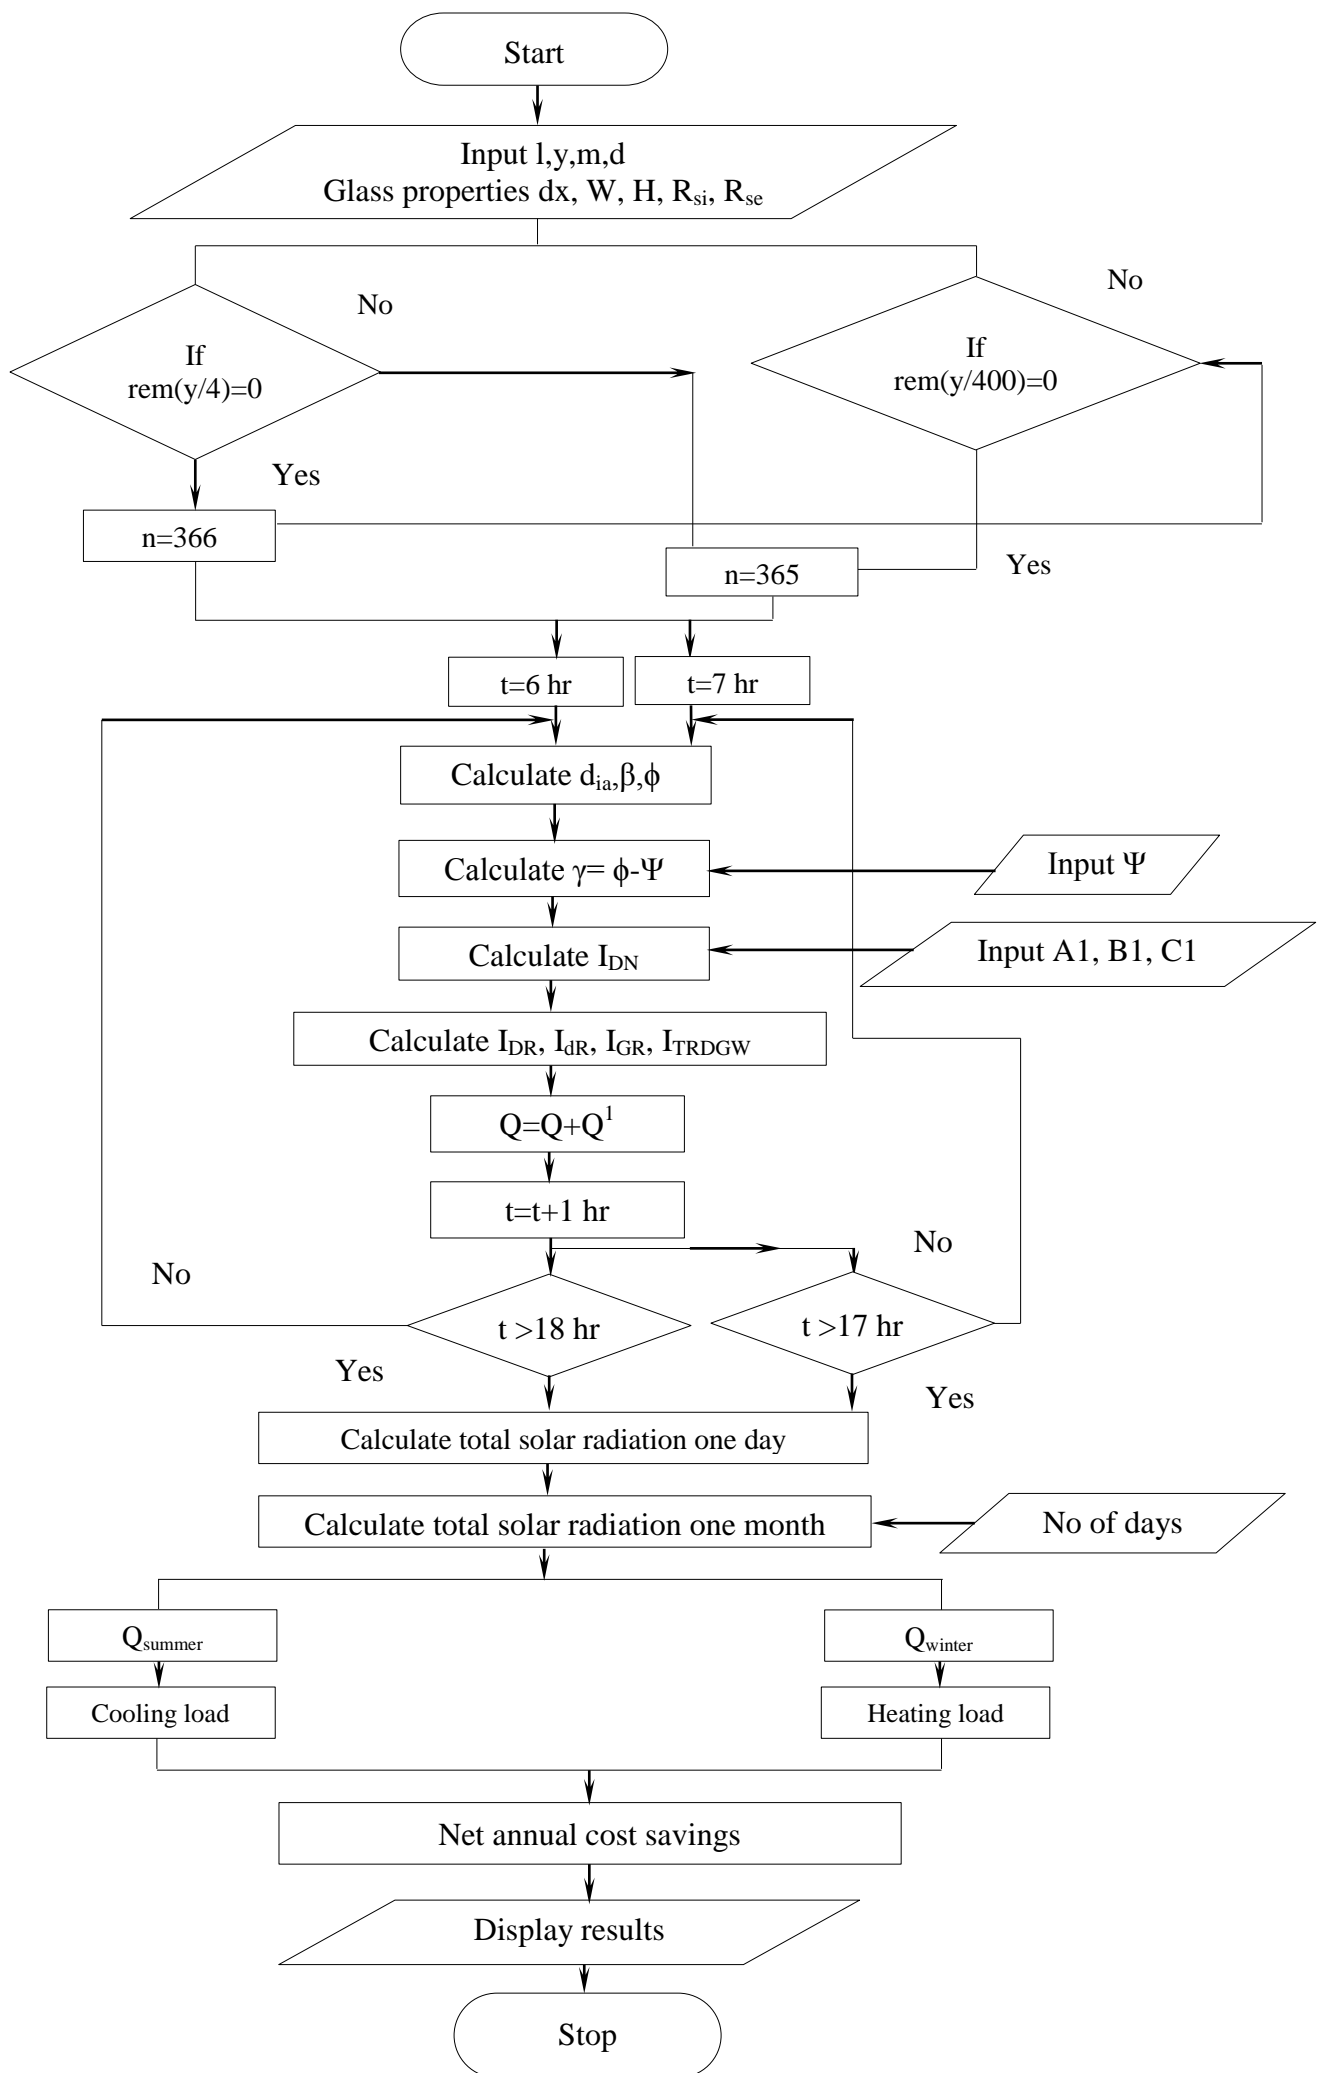 Start
Input l,y,m,d
Glass properties dx, W, H, Rsi, Rse
No
No
If
rem(y/4)=0
If
rem(y/400)=0
Yes
n=366
n=365
Yes
t=6 hr
t=7 hr
Calculate dia,β,ϕ
Calculate γ= ϕ-Ψ
Input Ψ
Calculate IDN
Input A1, B1, C1
Calculate IDR, IdR, IGR, ITRDGW
Q=Q+Q1
t=t+1 hr
No
No
t >18 hr
t >17 hr
Yes
Yes
Calculate total solar radiation one day
Calculate total solar radiation one month
No of days
Qsummer
Qwinter
Cooling load
Heating load
Net annual cost savings
Display results
Stop